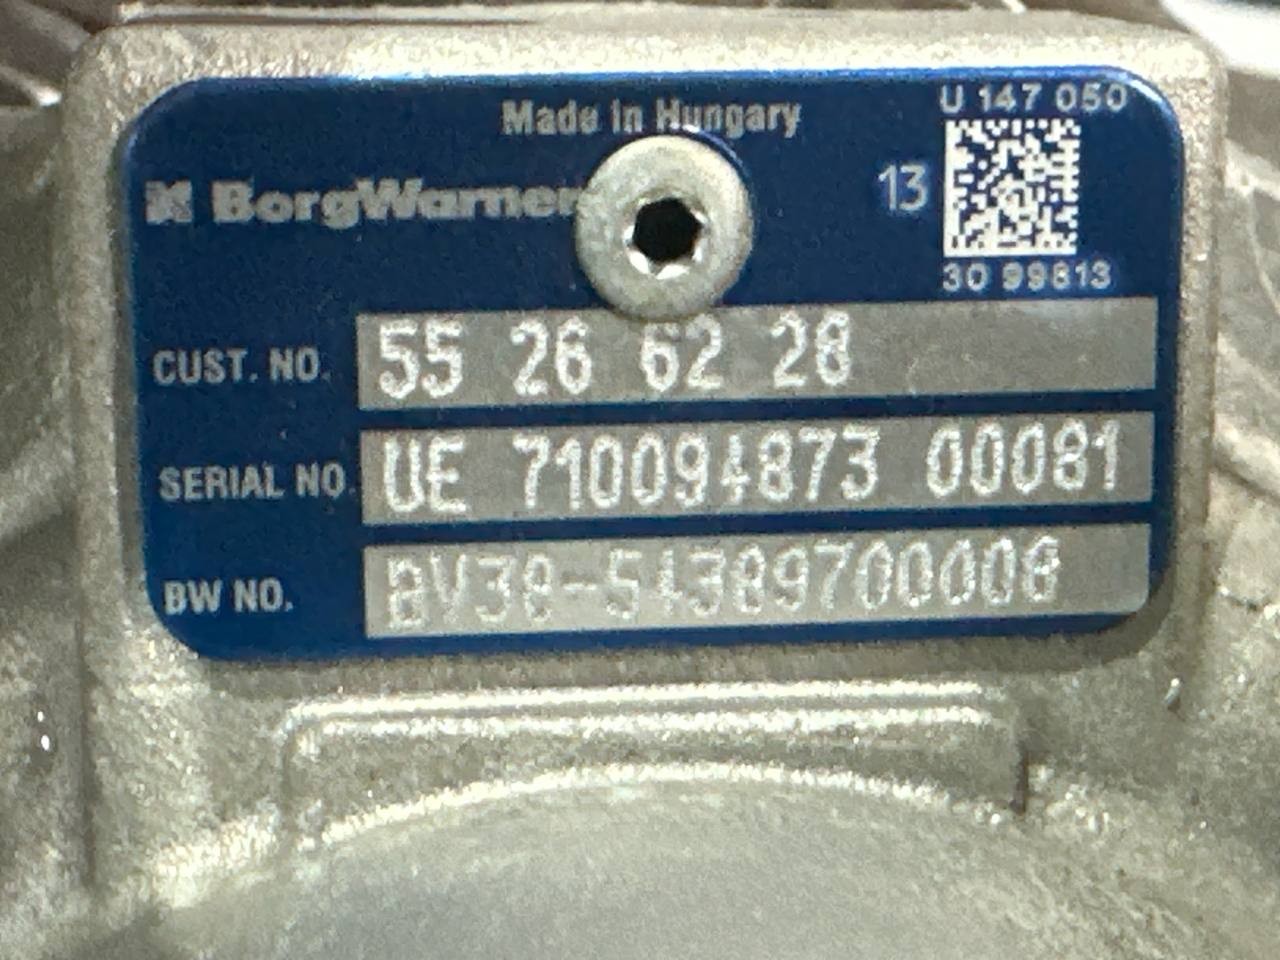 Made in Hungary
U 147 050
BorgWarner
13
30 99813
CUST. NO. 55 26 62 28
SERIAL NO. UE 710094873 00081
BW NO. BV38-54389700008